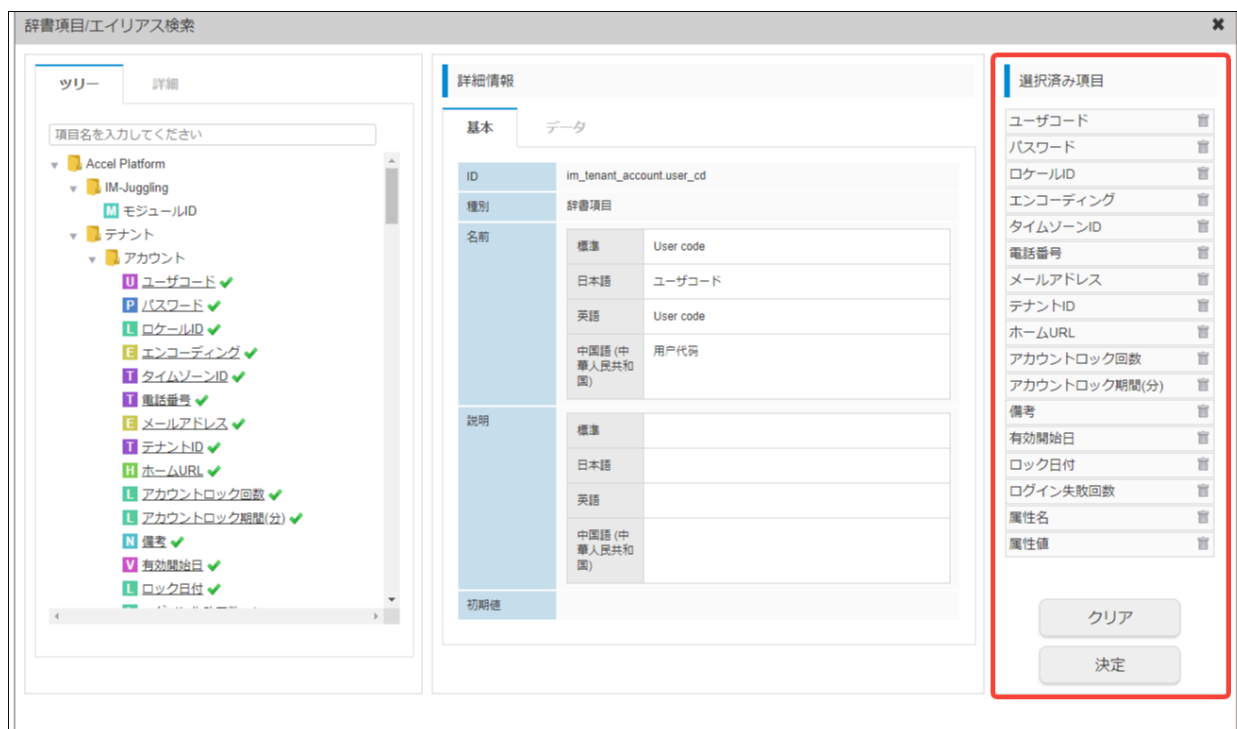 辞書項目/エイリアス検索
ツリー
詳細
項目名を入力してください
Accel Platform
IM-Juggling
M モジュールID
テナント
アカウント
U ユーザコード
P パスワード
L ロケールID
E エンコーディング
T タイムゾーンID
T 電話番号
E メールアドレス
T テナントID
H ホームURL
L アカウントロック回数
L アカウントロック期間(分)
N 備考
V 有効開始日
L ロック日付
詳細情報
基本
データ
ID im_tenant_account.user_cd
種別 辞書項目
名前
標準 User code
日本語 ユーザコード
英語 User code
中国語 (中 用户代码
華人民共和
国)
説明
標準
日本語
英語
中国語 (中
華人民共和
国)
初期値
選択済み項目
ユーザコード
パスワード
ロケールID
エンコーディング
タイムゾーンID
電話番号
メールアドレス
テナントID
ホームURL
アカウントロック回数
アカウントロック期間(分)
備考
有効開始日
ロック日付
ログイン失敗回数
属性名
属性値
クリア
決定